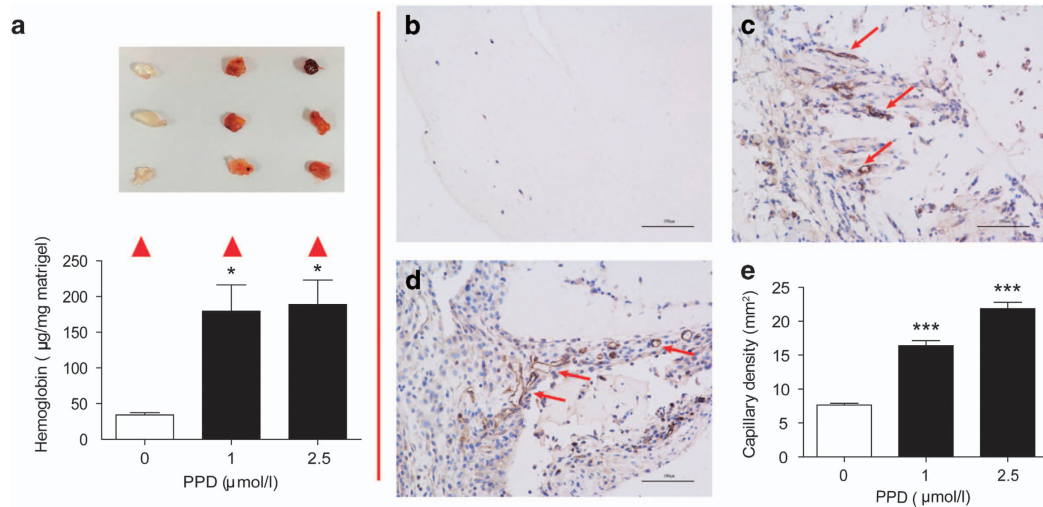 a
250
200
150
100
50
0
Hemoglobin ( µg/mg matrigel)
*
*
0
1
2.5
PPD (µmol/l)
b
c
d
e
25
20
15
10
5
0
Capillary density (mm²)
***
***
0
1
2.5
PPD ( µmol/l)